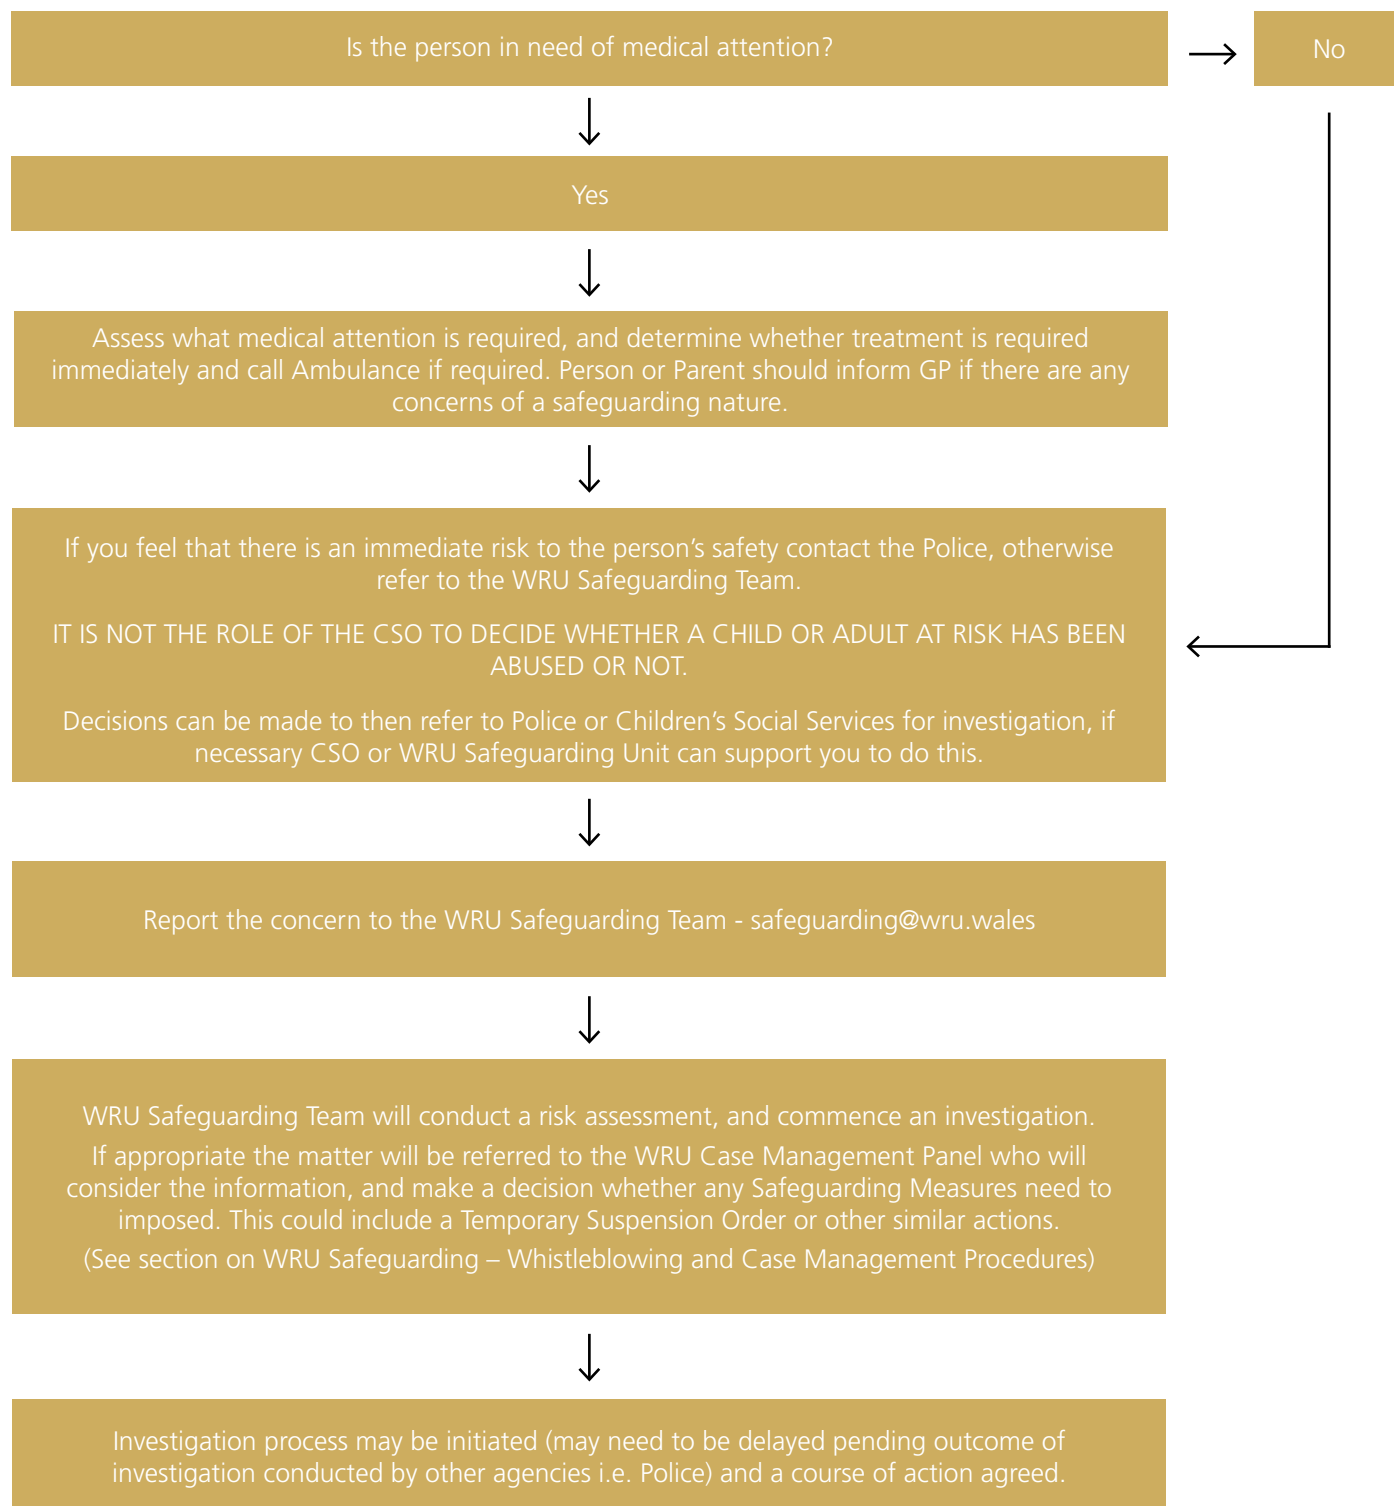 Is the person in need of medical attention?
No
Yes
Assess what medical attention is required, and determine whether treatment is required
immediately and call Ambulance if required. Person or Parent should inform GP if there are any
concerns of a safeguarding nature.
If you feel that there is an immediate risk to the person’s safety contact the Police, otherwise
refer to the WRU Safeguarding Team.
IT IS NOT THE ROLE OF THE CSO TO DECIDE WHETHER A CHILD OR ADULT AT RISK HAS BEEN
ABUSED OR NOT.
Decisions can be made to then refer to Police or Children’s Social Services for investigation, if
necessary CSO or WRU Safeguarding Unit can support you to do this.
Report the concern to the WRU Safeguarding Team - safeguarding@wru.wales
WRU Safeguarding Team will conduct a risk assessment, and commence an investigation.
If appropriate the matter will be referred to the WRU Case Management Panel who will
consider the information, and make a decision whether any Safeguarding Measures need to
imposed. This could include a Temporary Suspension Order or other similar actions.
(See section on WRU Safeguarding – Whistleblowing and Case Management Procedures)
Investigation process may be initiated (may need to be delayed pending outcome of
investigation conducted by other agencies i.e. Police) and a course of action agreed.